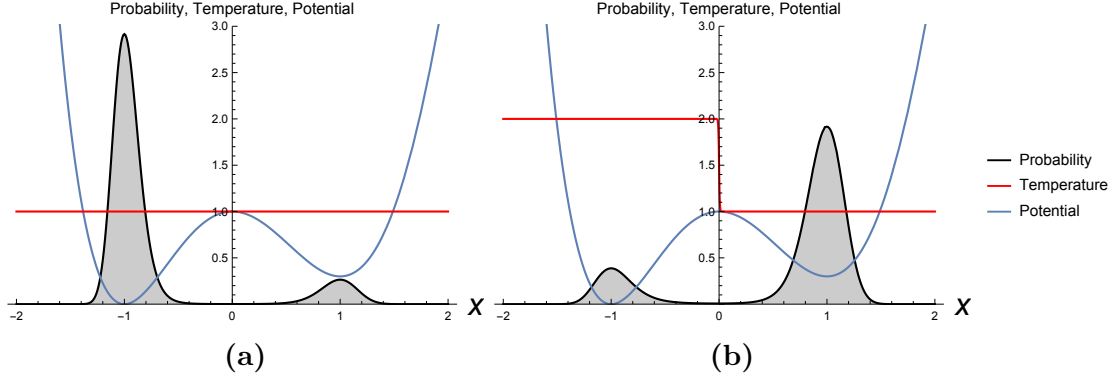 Probability, Temperature, Potential
3.0
2.5
2.0
1.5
1.0
0.5
−2
−1
0
1
2
X
(a)
Probability, Temperature, Potential
3.0
2.5
2.0
1.5
1.0
0.5
−2
−1
0
1
2
X
(b)
Probability
Temperature
Potential